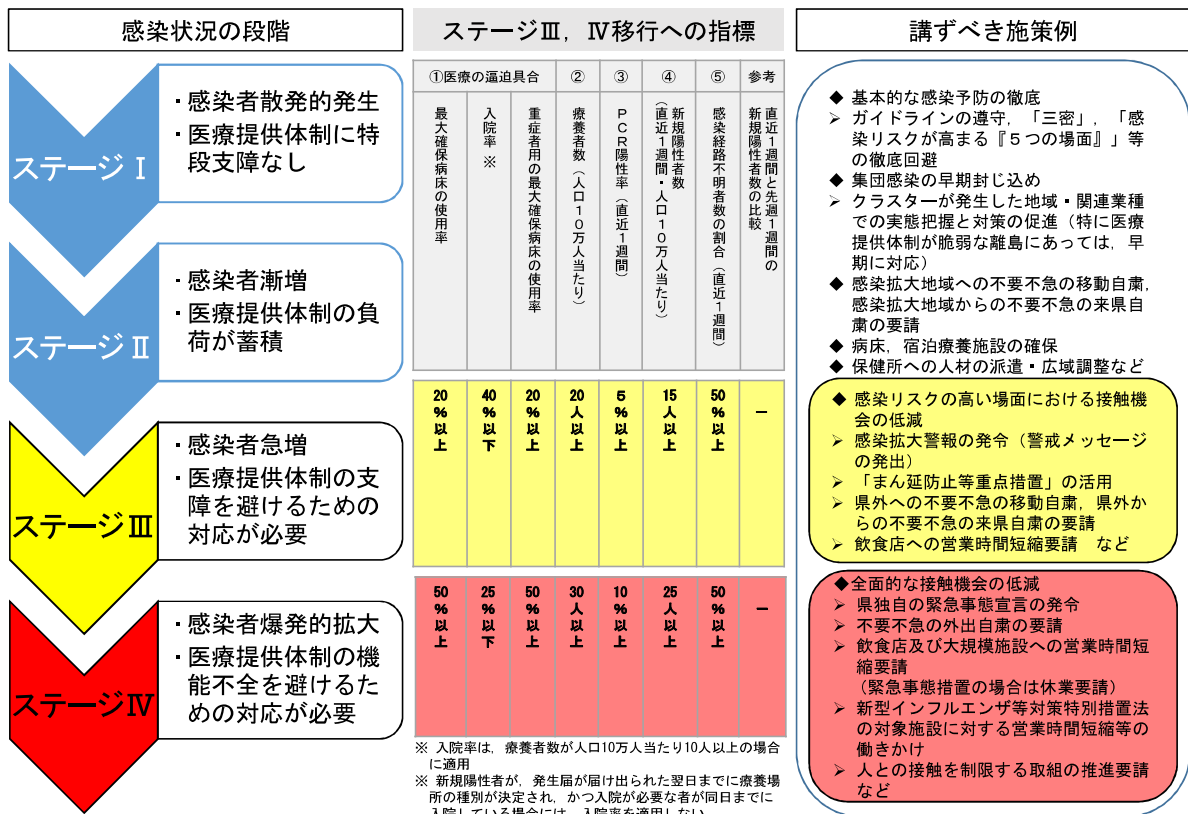 感染状況の段階
ステージⅠ
・感染者散発的発生
・医療提供体制に特
段支障なし
ステージⅡ
・感染者漸増
・医療提供体制の負
荷が蓄積
ステージⅢ
・感染者急増
・医療提供体制の支
障を避けるための
対応が必要
ステージⅣ
・感染者爆発的拡大
・医療提供体制の機
能不全を避けるた
めの対応が必要
ステージⅢ，Ⅳ移行への指標
①医療の逼迫具合 ② ③ ④ ⑤ 参考
最大確保病床の使用率
入院率 ※
重症者用の最大確保病床の使用率
療養者数（人口１０万人当たり）
ＰＣＲ陽性率（直近１週間）
新規陽性者数
（直近１週間・人口１０万人当たり）
感染経路不明者数の割合（直近１週間）
直近１週間と先週１週間の
新規陽性者数の比較
20％以上 40％以下 20％以上 20人以上 5％以上 15人以上 50％以上 －
50％以上 25％以下 50％以上 30人以上 10％以上 25人以上 50％以上 －
※ 入院率は，療養者数が人口10万人当たり10人以上の場合
に適用
※ 新規陽性者が，発生届が届け出られた翌日までに療養場
所の種別が決定され，かつ入院が必要な者が同日までに
入院している場合には，入院率を適用しない
講ずべき施策例
◆ 基本的な感染予防の徹底
➢ ガイドラインの遵守，「三密」，「感
染リスクが高まる『５つの場面』」等
の徹底回避
◆ 集団感染の早期封じ込め
➢ クラスターが発生した地域・関連業種
での実態把握と対策の促進（特に医療
提供体制が脆弱な離島にあっては，早
期に対応）
◆ 感染拡大地域への不要不急の移動自粛，
感染拡大地域からの不要不急の来県自
粛の要請
◆ 病床，宿泊療養施設の確保
◆ 保健所への人材の派遣・広域調整など
◆ 感染リスクの高い場面における接触機
会の低減
➢ 感染拡大警報の発令（警戒メッセージ
の発出）
➢ 「まん延防止等重点措置」の活用
➢ 県外への不要不急の移動自粛，県外か
らの不要不急の来県自粛の要請
➢ 飲食店への営業時間短縮要請　など
◆全面的な接触機会の低減
➢ 県独自の緊急事態宣言の発令
➢ 不要不急の外出自粛の要請
➢ 飲食店及び大規模施設への営業時間短
縮要請
（緊急事態措置の場合は休業要請）
➢ 新型インフルエンザ等対策特別措置法
の対象施設に対する営業時間短縮等の
働きかけ
➢ 人との接触を制限する取組の推進要請
など